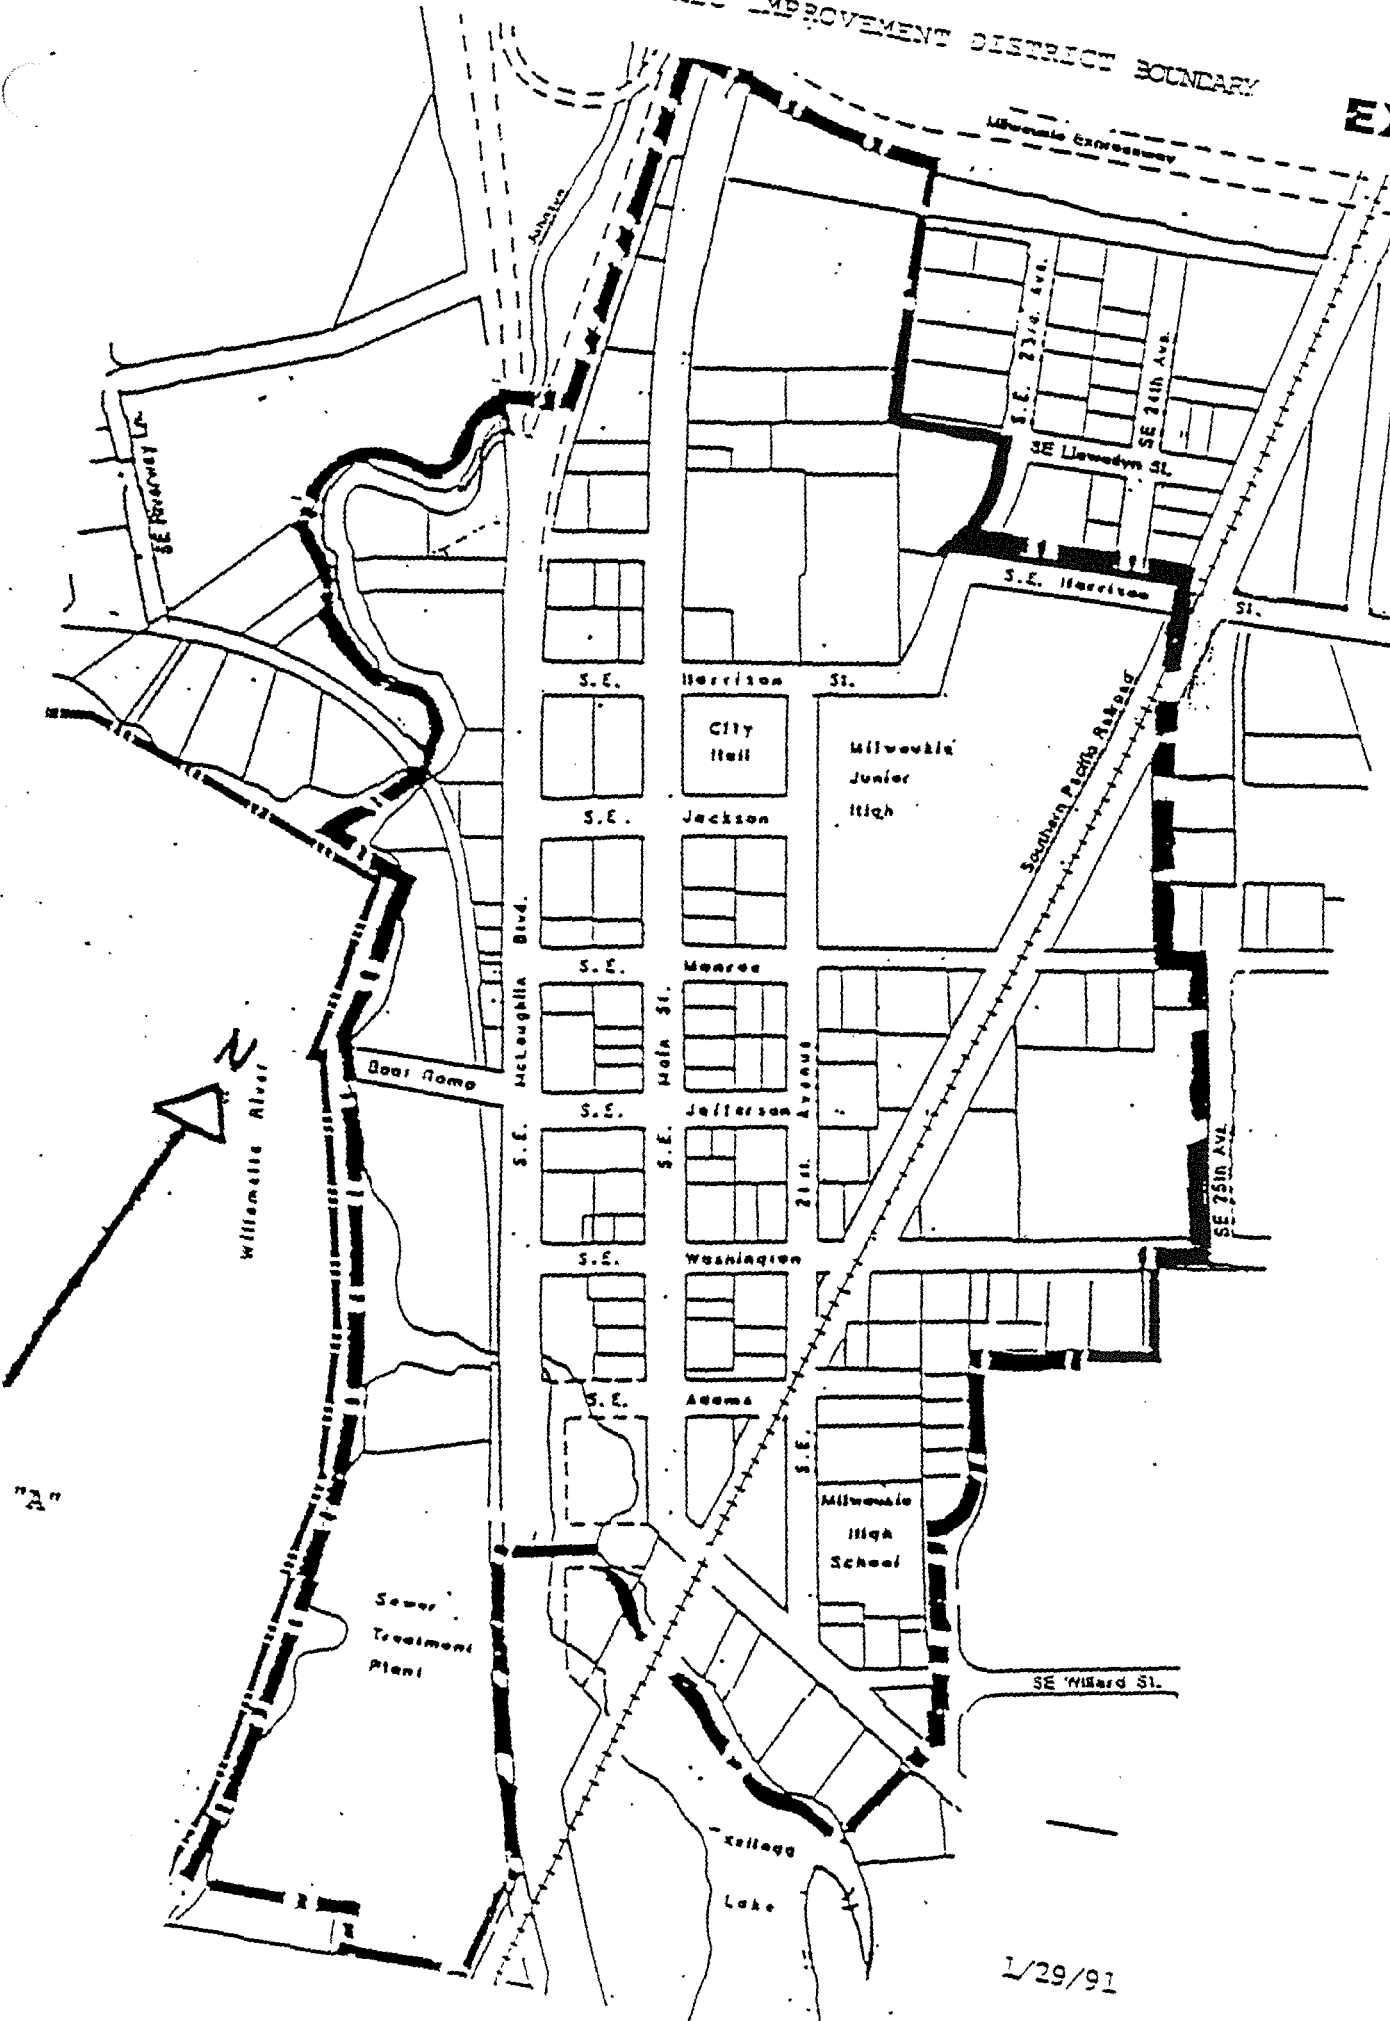 IMPROVEMENT DISTRICT BOUNDARY
EX
Milwaukie Expressway
Johnson
S.E. 23rd. Ave.
SE 24th Ave.
SE Llewellyn St.
SE Riverway Ln.
S.E. Harrison St.
S.E. Harrison St.
City
Hall
Milwaukie
Junior
High
Southern Pacific Railroad
S.E. Jackson
S.E. McLaughlin Blvd.
S.E. Monroe
S.E. Main St.
N
Willamette River
Boat Ramp
S.E. Jefferson
S.E. 21st. Avenue
SE 25th Ave.
S.E. Washington
S.E. Adams
"A"
Milwaukie
High
School
Sewer
Treatment
Plant
SE Willard St.
Kellogg
Lake
1/29/91